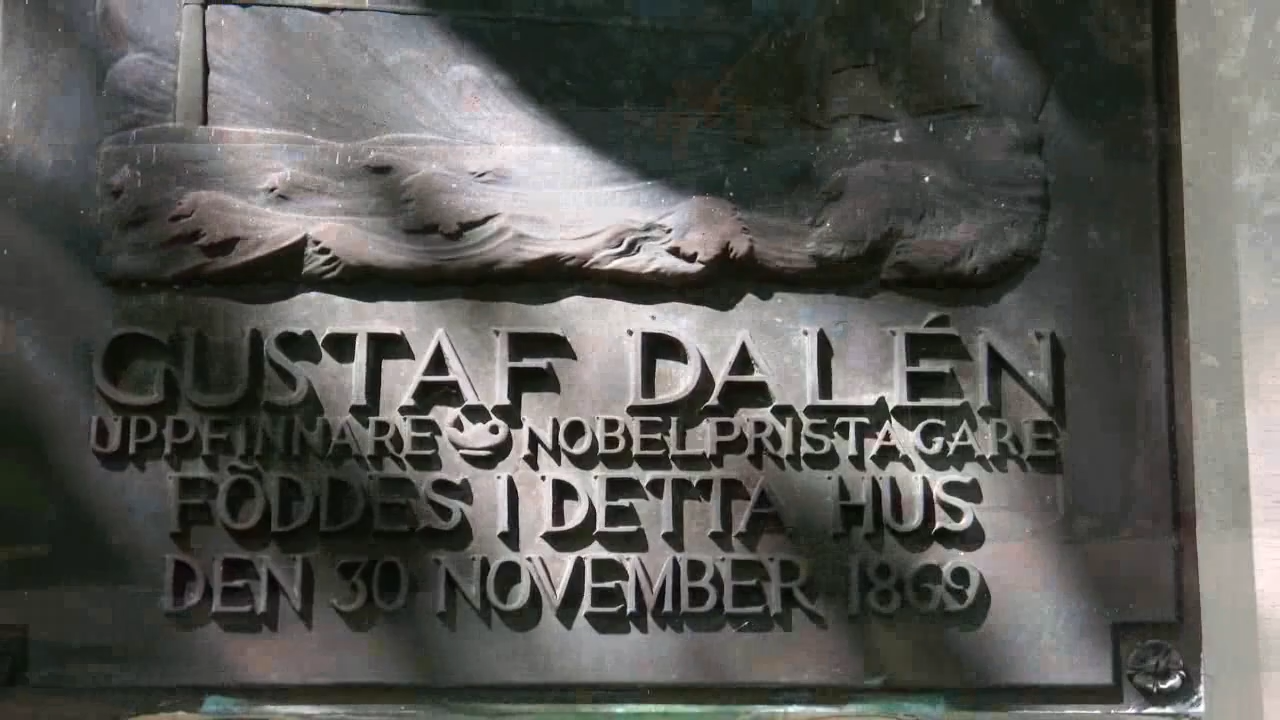 GUSTAF DALÉN
UPPFINNARE NOBELPRISTAGARE
FÖDDES I DETTA HUS
DEN 30 NOVEMBER 1869